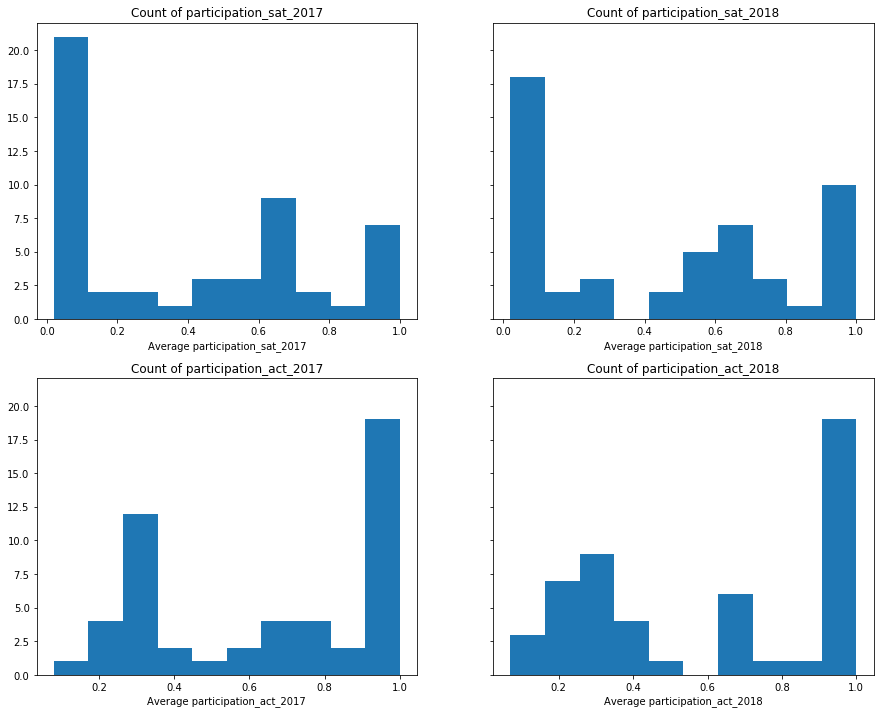 Count of participation_sat_2017
20.0
17.5
15.0
12.5
10.0
7.5
5.0
2.5
0.0
0.0 0.2 0.4 0.6 0.8 1.0
Average participation_sat_2017
Count of participation_sat_2018
0.0 0.2 0.4 0.6 0.8 1.0
Average participation_sat_2018
Count of participation_act_2017
20.0
17.5
15.0
12.5
10.0
7.5
5.0
2.5
0.0
0.2 0.4 0.6 0.8 1.0
Average participation_act_2017
Count of participation_act_2018
0.2 0.4 0.6 0.8 1.0
Average participation_act_2018